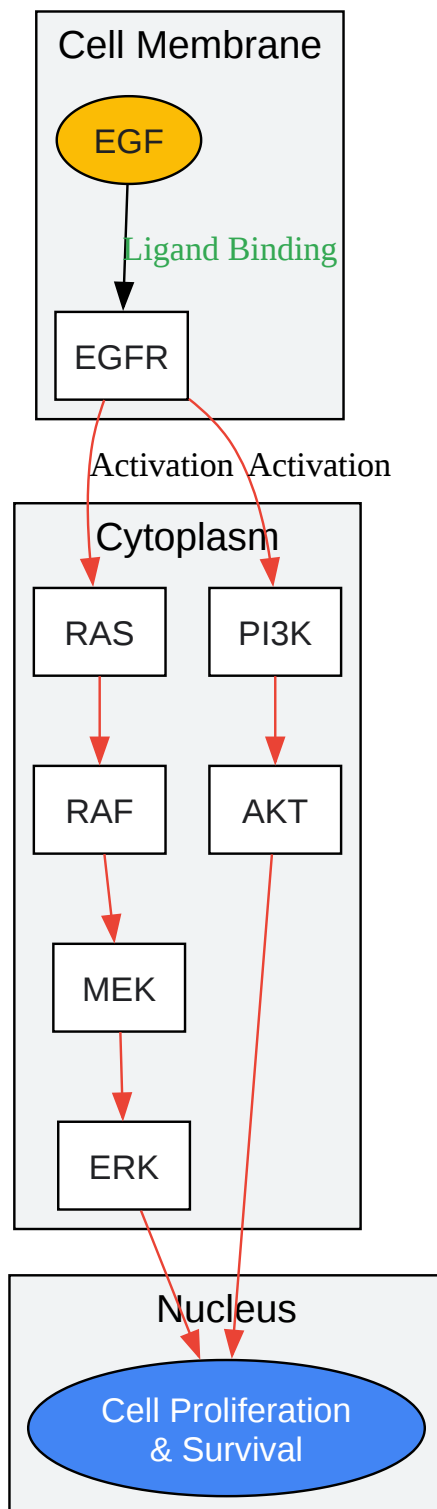 Cell Membrane
EGF
Ligand Binding
EGFR
Activation
Activation
Cytoplasm
RAS
PI3K
RAF
AKT
MEK
ERK
Nucleus
Cell Proliferation
& Survival